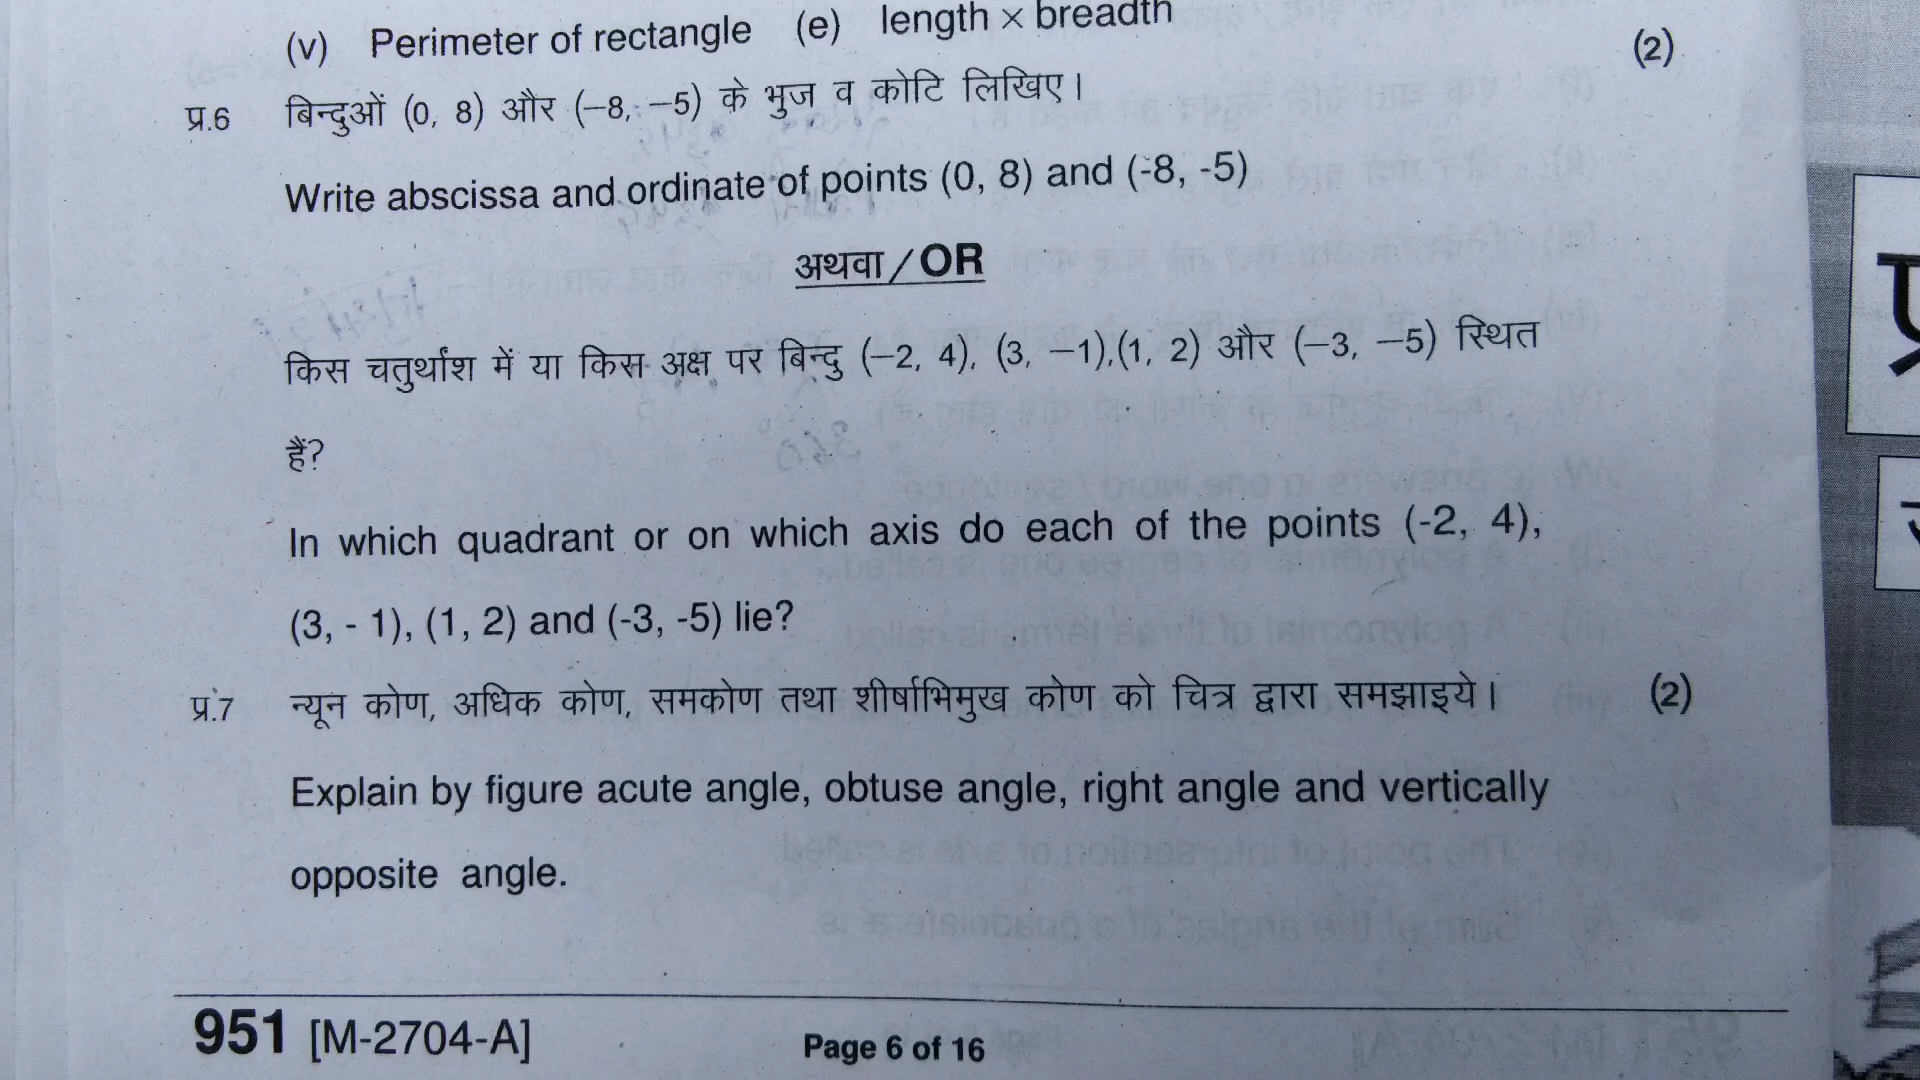 (v) Perimeter of rectangle (e) length × breadth
प्र.6 बिन्दुओं (0, 8) और (–8, –5) के भुज व कोटि लिखिए। (2)
Write abscissa and ordinate of points (0, 8) and (-8, -5)
अथवा / OR
किस चतुर्थांश में या किस अक्ष पर बिन्दु (–2, 4), (3, –1),(1, 2) और (–3, –5) स्थित
हैं?
In which quadrant or on which axis do each of the points (-2, 4),
(3, - 1), (1, 2) and (-3, -5) lie?
प्र.7 न्यून कोण, अधिक कोण, समकोण तथा शीर्षाभिमुख कोण को चित्र द्वारा समझाइये। (2)
Explain by figure acute angle, obtuse angle, right angle and vertically
opposite angle.
951 [M-2704-A] Page 6 of 16